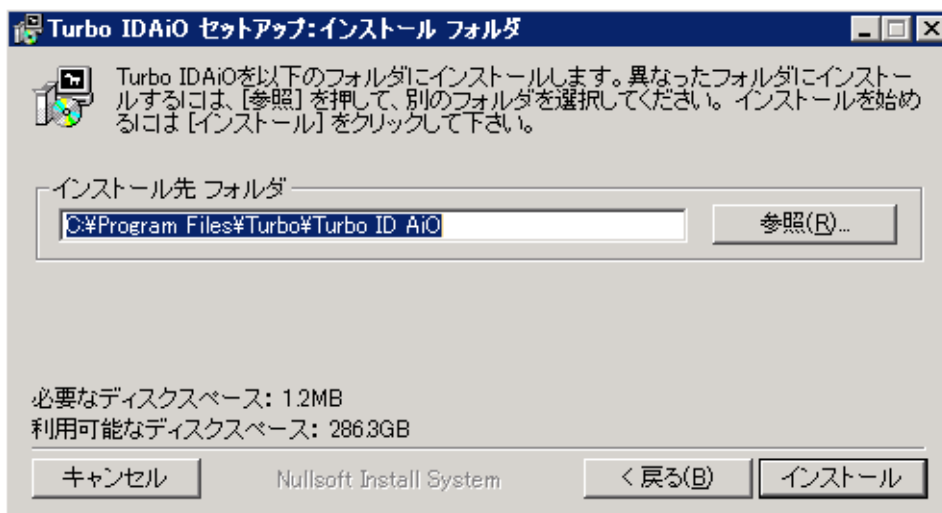 Turbo IDAiO セットアップ:インストール フォルダ
Turbo IDAiOを以下のフォルダにインストールします。異なったフォルダにインストー
ルするには、[参照] を押して、別のフォルダを選択してください。 インストールを始め
るには [インストール] をクリックして下さい。
インストール先 フォルダ
C:¥Program Files¥Turbo¥Turbo ID AiO
参照(R)...
必要なディスクスペース: 1.2MB
利用可能なディスクスペース: 286.3GB
キャンセル
Nullsoft Install System
< 戻る(B)
インストール